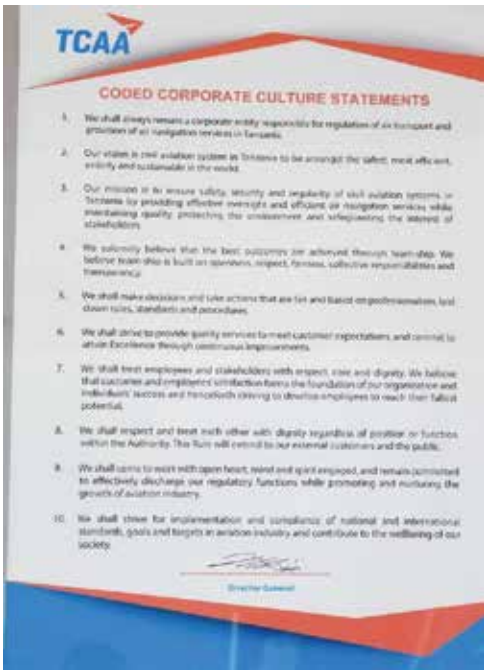 TCAA
CODED CORPORATE CULTURE STATEMENTS
1. We shall always remain a corporate entity responsible for regulation of air transport and
provision of air navigation services in Tanzania.
2. Our vision is civil aviation system in Tanzania to be amongst the safest, most efficient,
orderly and sustainable in the world.
3. Our mission is to ensure safety, security and regularity of civil aviation systems in
Tanzania by providing effective oversight and efficient air navigation services while
maintaining quality, protecting the environment and safeguarding the interest of
stakeholders.
4. We solemnly believe that the best outcomes are achieved through team-ship. We
believe team-ship is built on openness, respect, fairness, collective responsibilities and
transparency.
5. We shall make decisions and take actions that are fair and based on professionalism, laid
down rules, standards and procedures.
6. We shall strive to provide quality services to meet customer expectations and commit to
attain Excellence through continuous improvements.
7. We shall treat employees and stakeholders with respect, care and dignity. We believe
that customer and employees' satisfaction forms the foundation of our organization and
individuals' success and henceforth striving to develop employees to reach their fullest
potential.
8. We shall respect and treat each other with dignity regardless of position or function
within the Authority. This Rule will extend to our external customers and the public.
9. We shall come to work with open heart, mind and spirit engaged, and remain committed
to effectively discharge our regulatory functions while promoting and nurturing the
growth of aviation industry.
10. We shall strive for implementation and compliance of national and international
standards, goals and targets in aviation industry and contribute to the wellbeing of our
society.
Director General